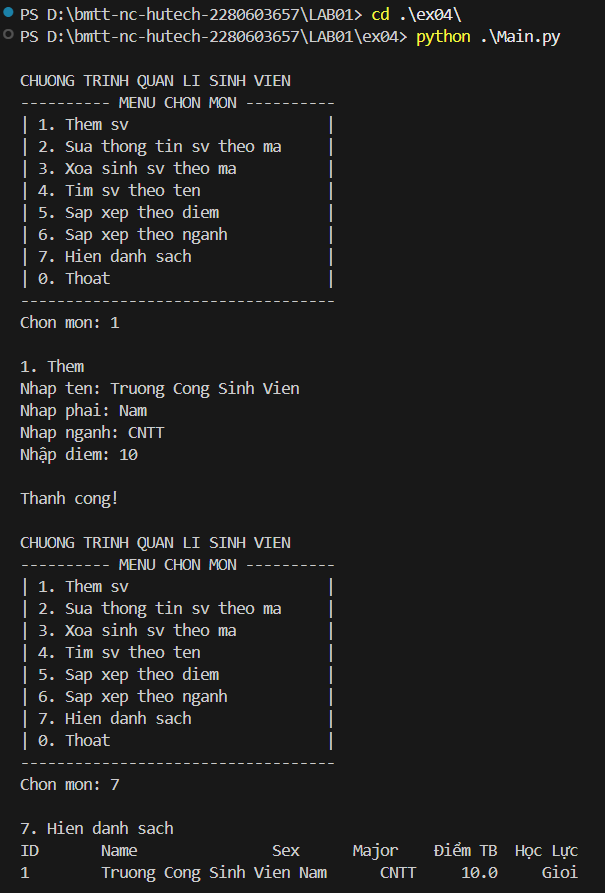 PS D:\bmtt-nc-hutech-2280603657\LAB01> cd .\ex04\
PS D:\bmtt-nc-hutech-2280603657\LAB01\ex04> python .\Main.py
CHUONG TRINH QUAN LI SINH VIEN
---------- MENU CHON MON ----------
| 1. Them sv                      |
| 2. Sua thong tin sv theo ma     |
| 3. Xoa sinh sv theo ma          |
| 4. Tim sv theo ten              |
| 5. Sap xep theo diem            |
| 6. Sap xep theo nganh           |
| 7. Hien danh sach               |
| 0. Thoat                        |
-----------------------------------
Chon mon: 1
1. Them
Nhap ten: Truong Cong Sinh Vien
Nhap phai: Nam
Nhap nganh: CNTT
Nhập diem: 10
Thanh cong!
CHUONG TRINH QUAN LI SINH VIEN
---------- MENU CHON MON ----------
| 1. Them sv                      |
| 2. Sua thong tin sv theo ma     |
| 3. Xoa sinh sv theo ma          |
| 4. Tim sv theo ten              |
| 5. Sap xep theo diem            |
| 6. Sap xep theo nganh           |
| 7. Hien danh sach               |
| 0. Thoat                        |
-----------------------------------
Chon mon: 7
7. Hien danh sach
ID       Name               Sex      Major    Điểm TB  Học Lực
1        Truong Cong Sinh Vien Nam      CNTT     10.0     Gioi